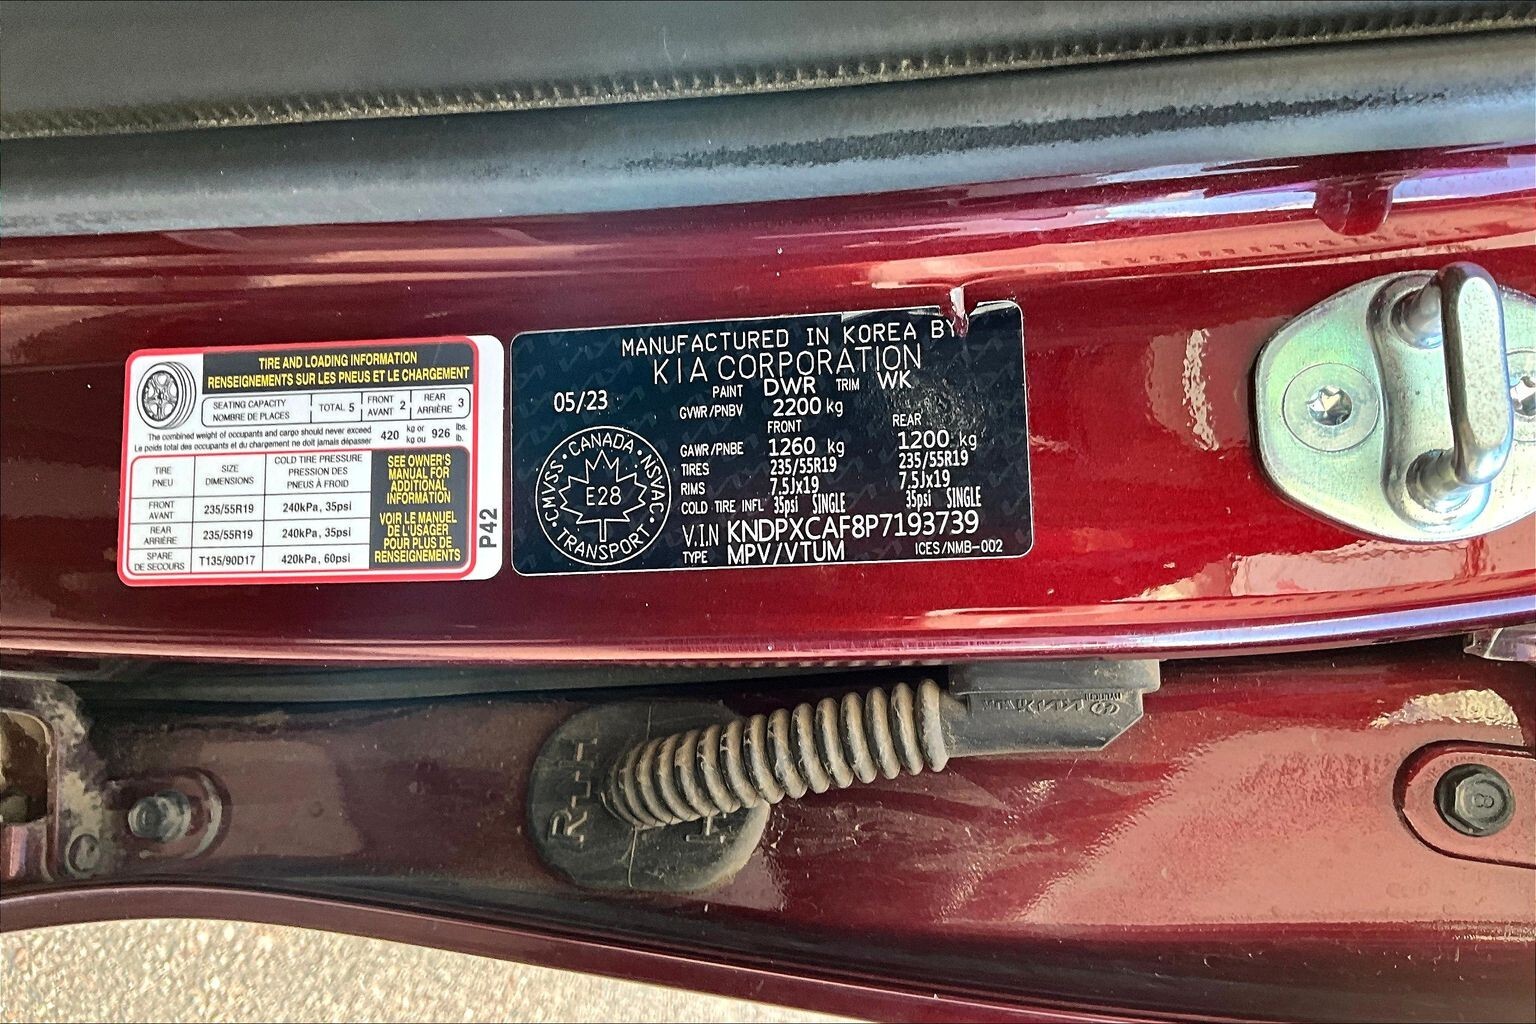 TIRE AND LOADING INFORMATION
RENSEIGNEMENTS SUR LES PNEUS ET LE CHARGEMENT
SEATING CAPACITY
NOMBRE DE PLACES
TOTAL 5
FRONT
AVANT 2
REAR
ARRIÈRE 3
The combined weight of occupants and cargo should never exceed 420 kg or 926 lbs.
Le poids total des occupants et du chargement ne doit jamais dépasser kg ou lb.
TIRE
PNEU
SIZE
DIMENSIONS
COLD TIRE PRESSURE
PRESSION DES
PNEUS À FROID
FRONT
AVANT
235/55R19
240kPa, 35psi
REAR
ARRIÈRE
235/55R19
240kPa, 35psi
SPARE
DE SECOURS
T135/90D17
420kPa, 60psi
SEE OWNER'S
MANUAL FOR
ADDITIONAL
INFORMATION
VOIR LE MANUEL
DE L'USAGER
POUR PLUS DE
RENSEIGNEMENTS
P42
MANUFACTURED IN KOREA BY
KIA CORPORATION
05/23
PAINT DWR TRIM WK
GVWR/PNBV 2200 kg
FRONT REAR
GAWR/PNBE 1260 kg 1200 kg
TIRES 235/55R19 235/55R19
RIMS 7.5Jx19 7.5Jx19
COLD TIRE INFL 35psi SINGLE 35psi SINGLE
V.I.N KNDPXCAF8P7193739
TYPE MPV/VTUM ICES/NMB-002
CANADA
CMVSS NSVAC
E28
TRANSPORT
RH
8